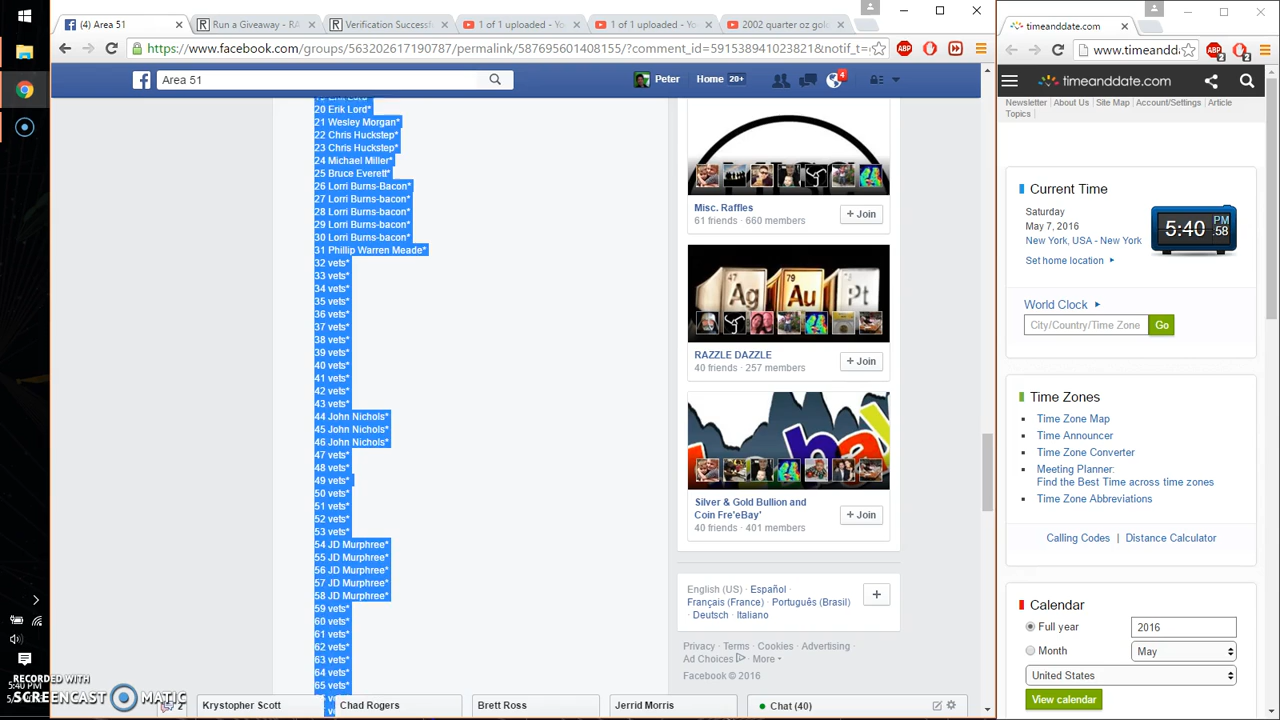 (4) Area 51
Run a Giveaway - RA
Verification Successf
1 of 1 uploaded - Yo
1 of 1 uploaded - Yo
2002 quarter oz gol
timeanddate.com
https://www.facebook.com/groups/563202617190787/permalink/587695601408155/?comment_id=
www.timeandd
Area 51
Peter
Home 20+
4
20 Erik Lord*
21 Wesley Morgan*
22 Chris Huckstep*
23 Chris Huckstep*
24 Michael Miller*
25 Bruce Everett*
26 Lorri Burns-Bacon*
27 Lorri Burns-bacon*
28 Lorri Burns-bacon*
29 Lorri Burns-bacon*
30 Lorri Burns-bacon*
31 Phillip Warren Meade*
32 vets*
33 vets*
34 vets*
35 vets*
36 vets*
37 vets*
38 vets*
39 vets*
40 vets*
41 vets*
42 vets*
43 vets*
44 John Nichols*
45 John Nichols*
46 John Nichols*
47 vets*
48 vets*
49 vets*
50 vets*
51 vets*
52 vets*
53 vets*
54 JD Murphree*
55 JD Murphree*
56 JD Murphree*
57 JD Murphree*
58 JD Murphree*
59 vets*
60 vets*
61 vets*
62 vets*
63 vets*
64 vets*
65 vets*
Misc. Raffles
61 friends · 660 members
+ Join
47 Ag
79 Au
Pt
RAZZLE DAZZLE
40 friends · 257 members
+ Join
Silver & Gold Bullion and
Coin Fre'eBay'
40 friends · 401 members
+ Join
English (US) · Español ·
Français (France) · Português (Brasil)
· Deutsch · Italiano
+
Privacy · Terms · Cookies · Advertising ·
Ad Choices · More
Facebook © 2016
Krystopher Scott
Chad Rogers
Brett Ross
Jerrid Morris
Chat (40)
timeanddate.com
Newsletter | About Us | Site Map | Account/Settings | Article
Topics |
Current Time
Saturday
May 7, 2016
New York, USA - New York
Set home location
5:40 PM 58
World Clock
City/Country/Time Zone
Go
Time Zones
Time Zone Map
Time Announcer
Time Zone Converter
Meeting Planner:
Find the Best Time across time zones
Time Zone Abbreviations
Calling Codes | Distance Calculator
Calendar
Full year
2016
Month
May
United States
View calendar
RECORDED WITH
SCREENCAST MATIC
5:40 PM